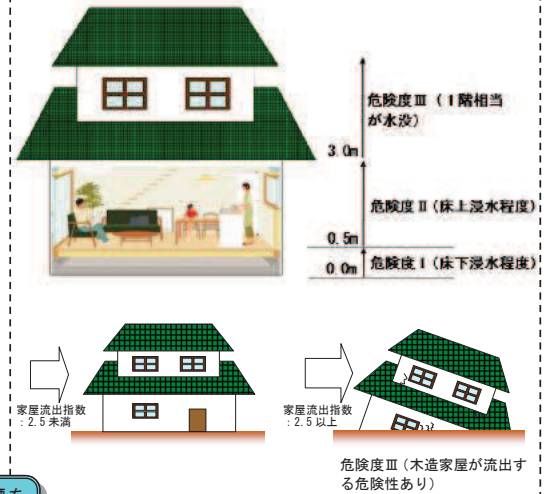 危険度Ⅲ（1階相当
が水没）
3.0m
危険度Ⅱ（床上浸水程度）
0.5m
0.0m
危険度Ⅰ（床下浸水程度）
家屋流出指数
：2.5未満
家屋流出指数
：2.5以上
危険度Ⅲ（木造家屋が流出す
る危険性あり）